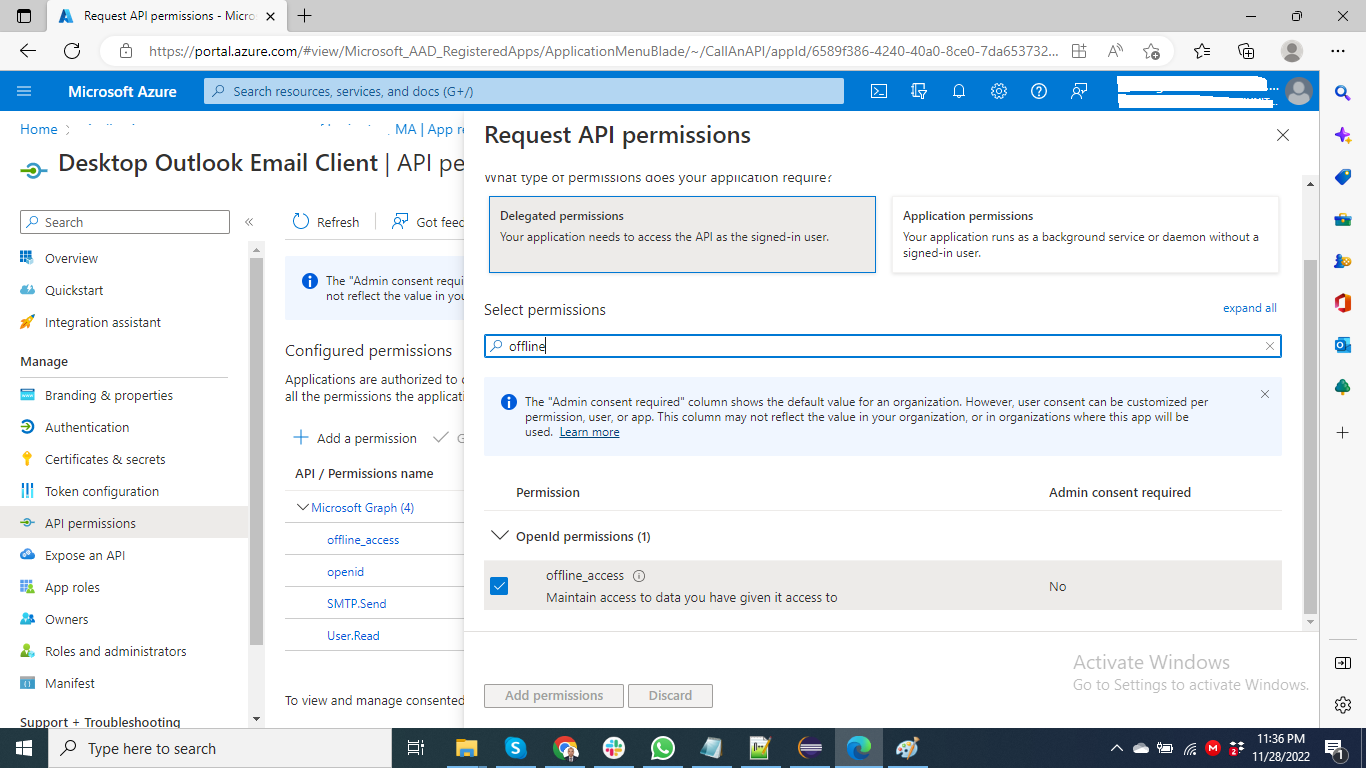 Request API permissions - Micros
https://portal.azure.com/#view/Microsoft_AAD_RegisteredApps/ApplicationMenuBlade/~/CallAnAPI/appId/6589f386-4240-40a0-8ce0-7da653732...
Microsoft Azure
Search resources, services, and docs (G+/)
Home
MA | App re
Desktop Outlook Email Client | API pe
Search
Overview
Quickstart
Integration assistant
Manage
Branding & properties
Authentication
Certificates & secrets
Token configuration
API permissions
Expose an API
App roles
Owners
Roles and administrators
Manifest
Support + Troubleshooting
Refresh
Got feed
The "Admin consent requi
not reflect the value in you
Configured permissions
Applications are authorized to c
all the permissions the applicati
Add a permission
G
API / Permissions name
Microsoft Graph (4)
offline_access
openid
SMTP.Send
User.Read
To view and manage consented
Request API permissions
What type of permissions does your application require?
Delegated permissions
Your application needs to access the API as the signed-in user.
Application permissions
Your application runs as a background service or daemon without a
signed-in user.
Select permissions
expand all
offline
The "Admin consent required" column shows the default value for an organization. However, user consent can be customized per
permission, user, or app. This column may not reflect the value in your organization, or in organizations where this app will be
used. Learn more
Permission
Admin consent required
OpenId permissions (1)
offline_access
No
Maintain access to data you have given it access to
Add permissions
Discard
Activate Windows
Go to Settings to activate Windows.
Type here to search
11:36 PM
11/28/2022
1